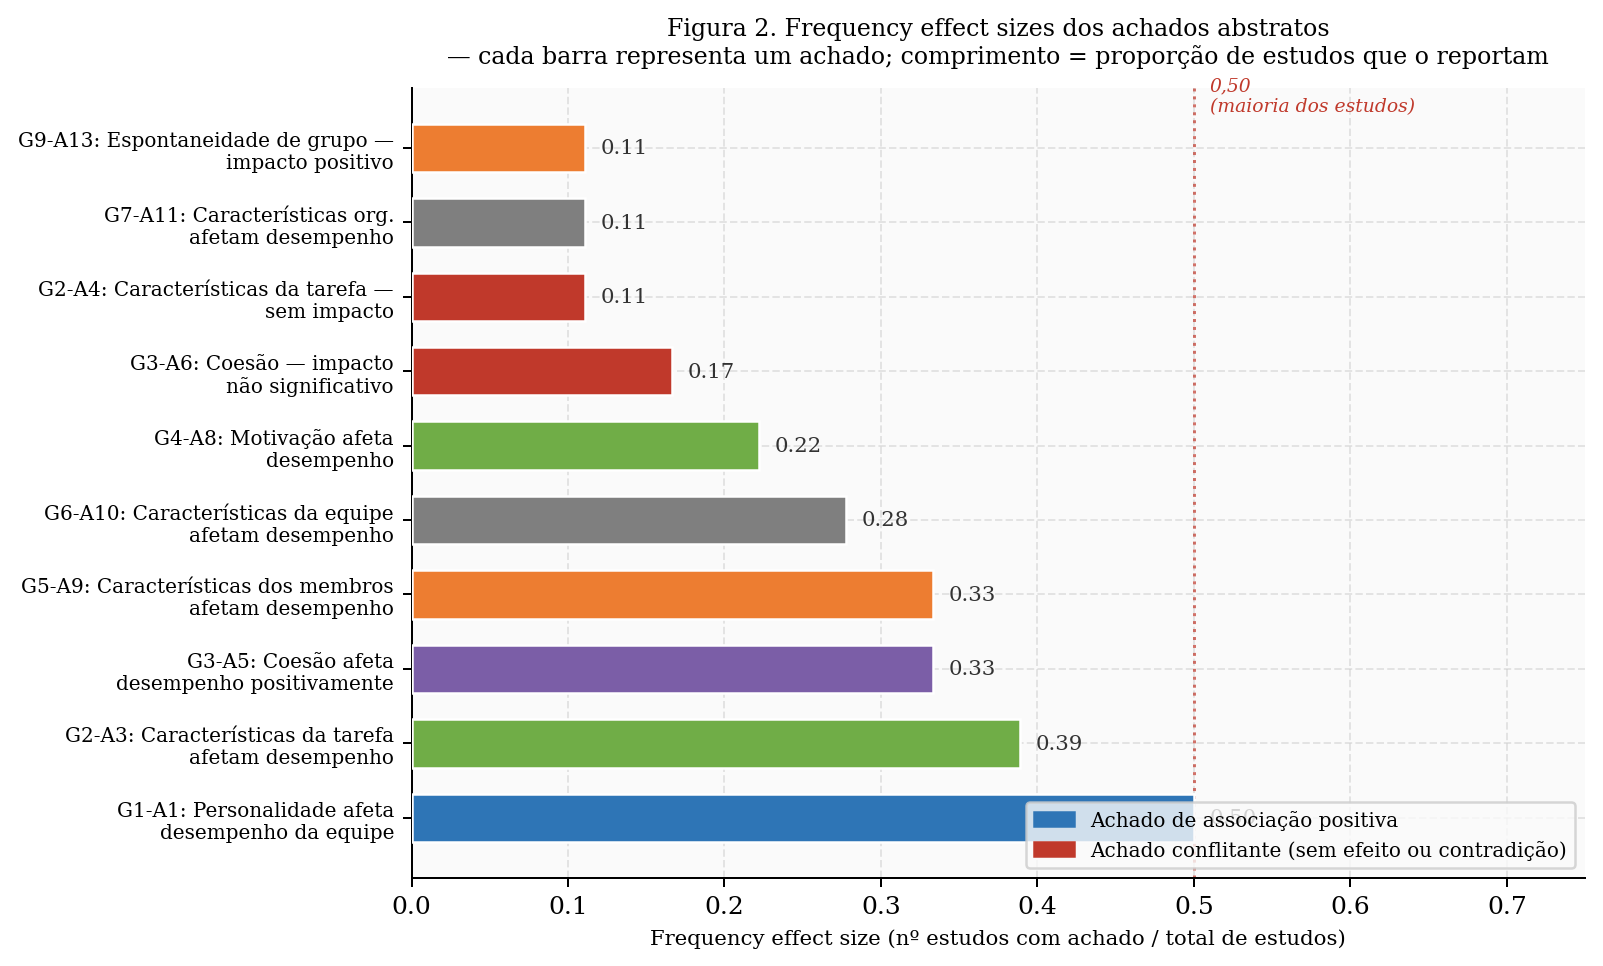 Figura 2. Frequency effect sizes dos achados abstratos
— cada barra representa um achado; comprimento = proporção de estudos que o reportam
0,50
(maioria dos estudos)
G9-A13: Espontaneidade de grupo —
impacto positivo
0.11
G7-A11: Características org.
afetam desempenho
0.11
G2-A4: Características da tarefa —
sem impacto
0.11
G3-A6: Coesão — impacto
não significativo
0.17
G4-A8: Motivação afeta
desempenho
0.22
G6-A10: Características da equipe
afetam desempenho
0.28
G5-A9: Características dos membros
afetam desempenho
0.33
G3-A5: Coesão afeta
desempenho positivamente
0.33
G2-A3: Características da tarefa
afetam desempenho
0.39
G1-A1: Personalidade afeta
desempenho da equipe
0.50
Achado de associação positiva
Achado conflitante (sem efeito ou contradição)
0.0 0.1 0.2 0.3 0.4 0.5 0.6 0.7
Frequency effect size (nº estudos com achado / total de estudos)